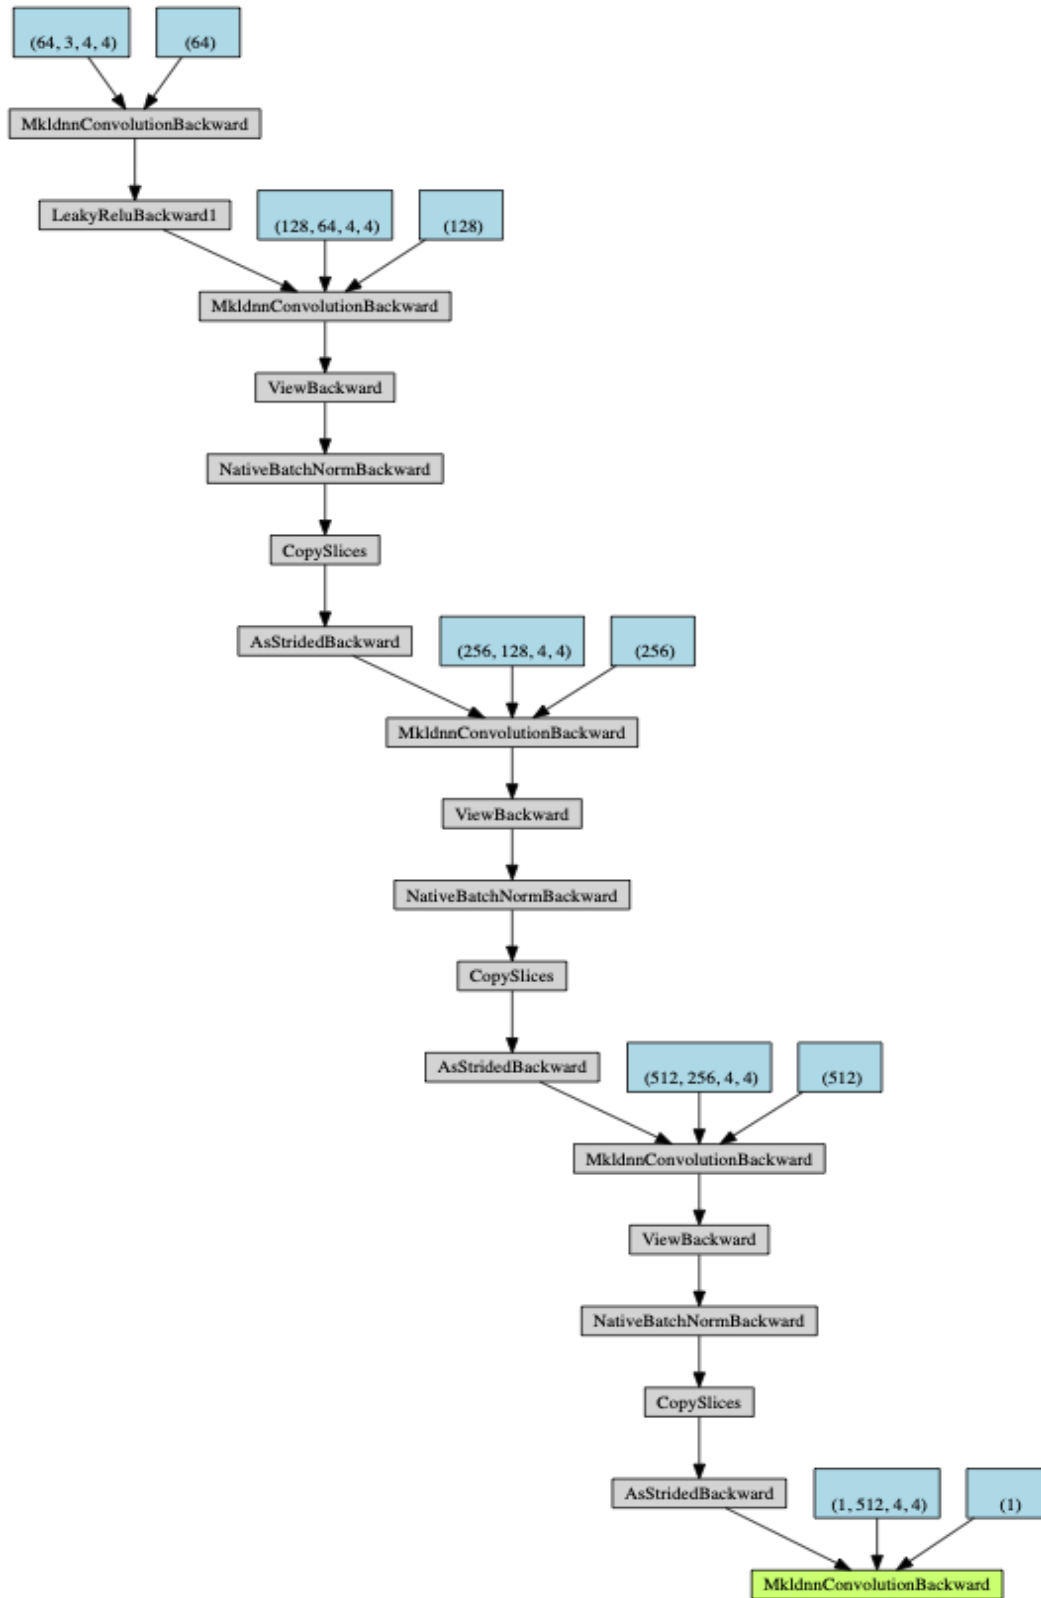 (64, 3, 4, 4)
(64)
MkldnnConvolutionBackward
LeakyReluBackward1
(128, 64, 4, 4)
(128)
MkldnnConvolutionBackward
ViewBackward
NativeBatchNormBackward
CopySlices
AsStridedBackward
(256, 128, 4, 4)
(256)
MkldnnConvolutionBackward
ViewBackward
NativeBatchNormBackward
CopySlices
AsStridedBackward
(512, 256, 4, 4)
(512)
MkldnnConvolutionBackward
ViewBackward
NativeBatchNormBackward
CopySlices
AsStridedBackward
(1, 512, 4, 4)
(1)
MkldnnConvolutionBackward